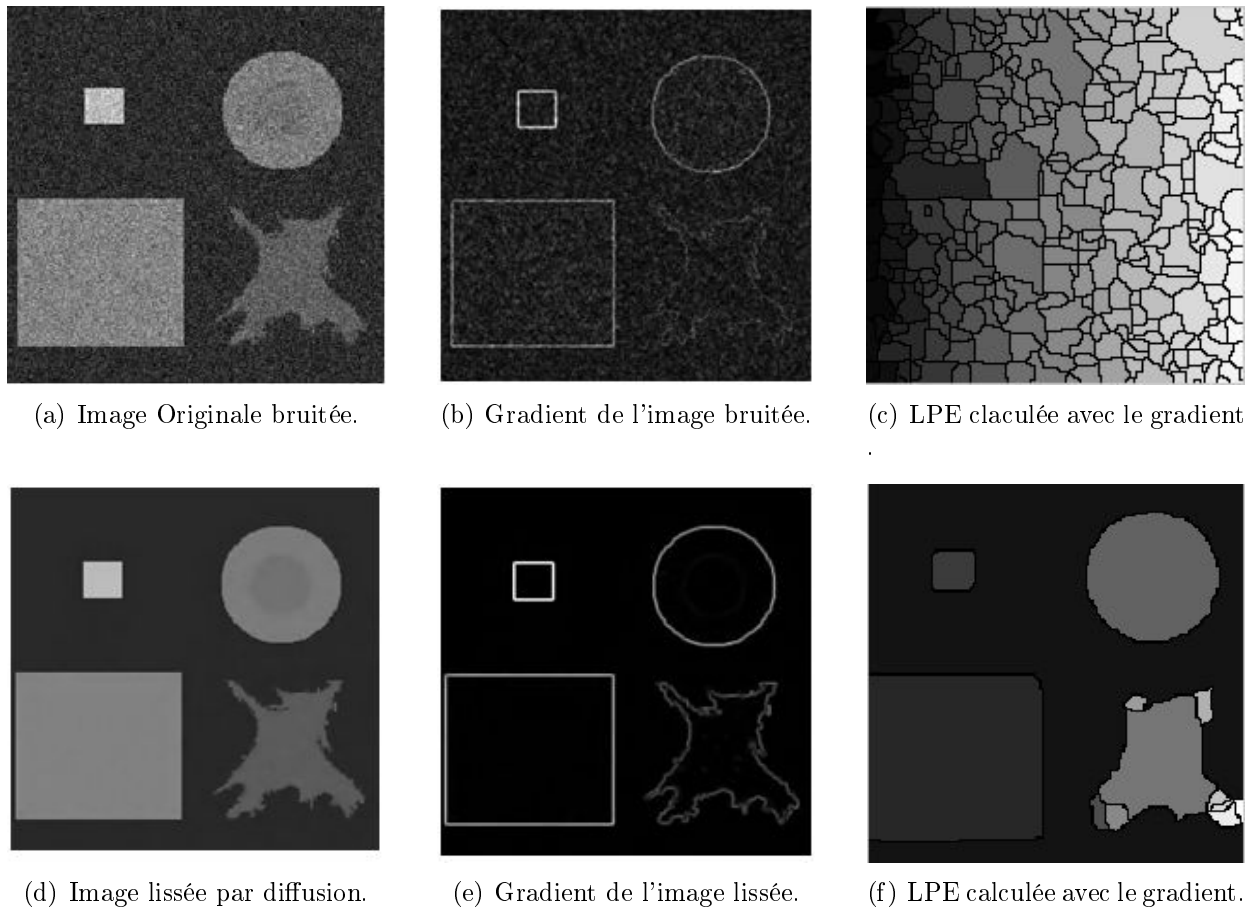 (a) Image Originale bruitée.
(b) Gradient de l'image bruitée.
(c) LPE claculée avec le gradient
.
(d) Image lissée par diffusion.
(e) Gradient de l'image lissée.
(f) LPE calculée avec le gradient.